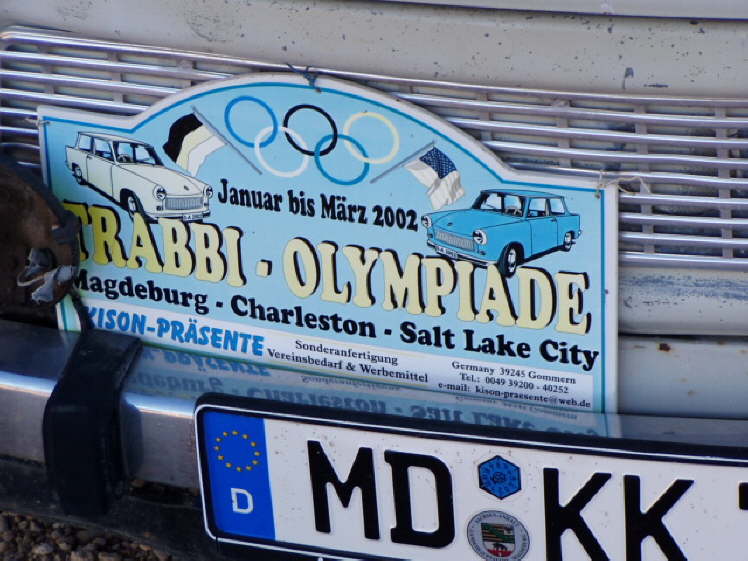 Januar bis März 2002
TRABBI - OLYMPIADE
Magdeburg - Charleston - Salt Lake City
KISON-PRÄSENTE
Sonderanfertigung
Vereinsbedarf & Werbemittel
Germany 39245 Gommern
Tel.: 0049 39200 - 40252
e-mail: kison-praesente@web.de
D
MD KK